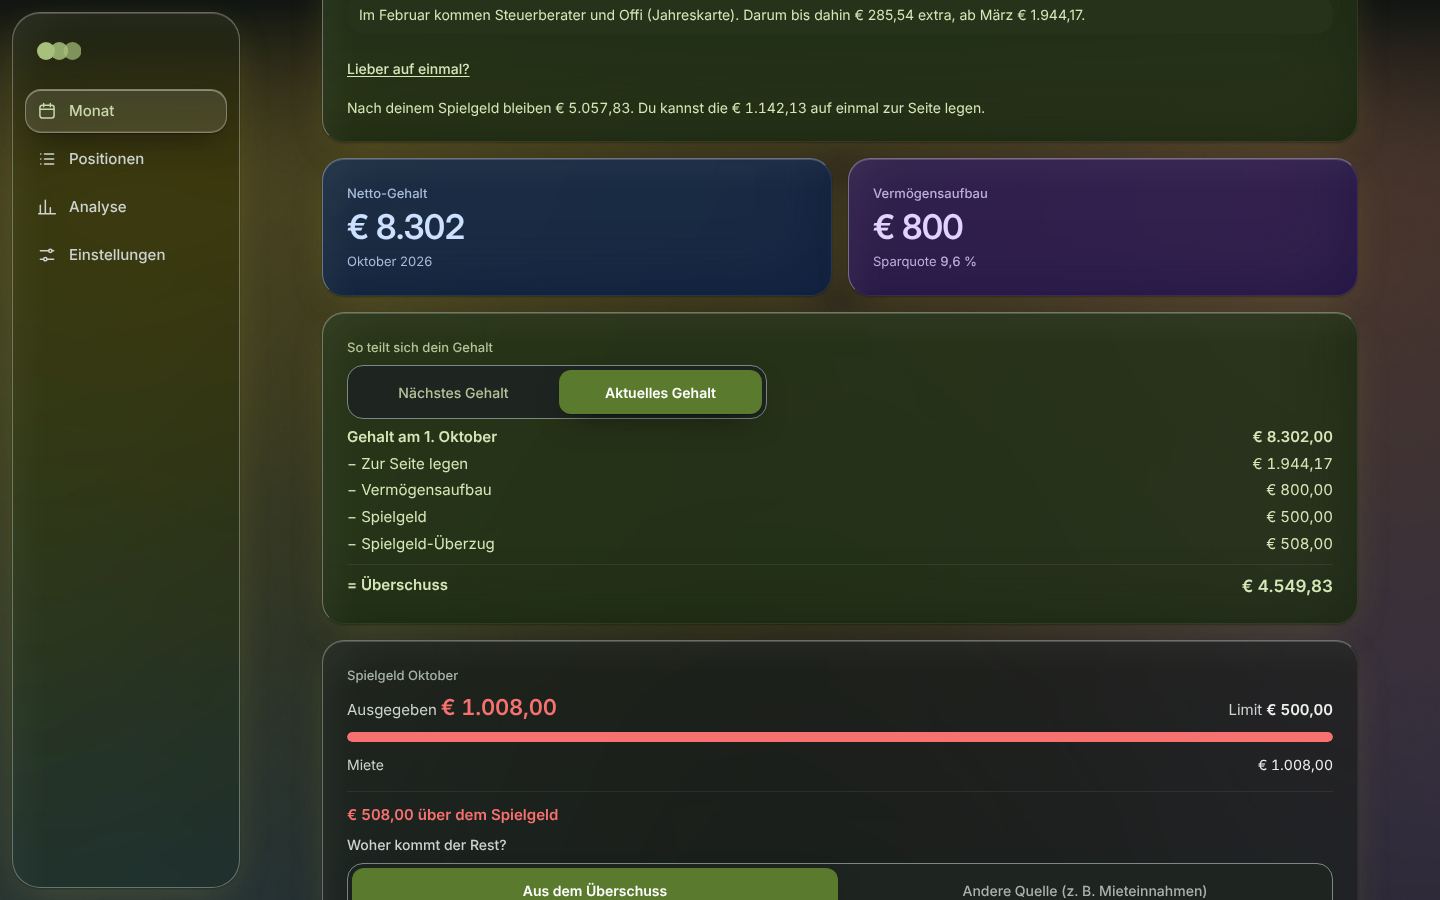 Im Februar kommen Steuerberater und Offi (Jahreskarte). Darum bis dahin € 285,54 extra, ab März € 1.944,17.
Lieber auf einmal?
Nach deinem Spielgeld bleiben € 5.057,83. Du kannst die € 1.142,13 auf einmal zur Seite legen.
Monat
Positionen
Analyse
Einstellungen
Netto-Gehalt
€ 8.302
Oktober 2026
Vermögensaufbau
€ 800
Sparquote 9,6 %
So teilt sich dein Gehalt
Nächstes Gehalt
Aktuelles Gehalt
Gehalt am 1. Oktober € 8.302,00
− Zur Seite legen € 1.944,17
− Vermögensaufbau € 800,00
− Spielgeld € 500,00
− Spielgeld-Überzug € 508,00
= Überschuss € 4.549,83
Spielgeld Oktober
Ausgegeben € 1.008,00 Limit € 500,00
Miete € 1.008,00
€ 508,00 über dem Spielgeld
Woher kommt der Rest?
Aus dem Überschuss
Andere Quelle (z. B. Mieteinnahmen)